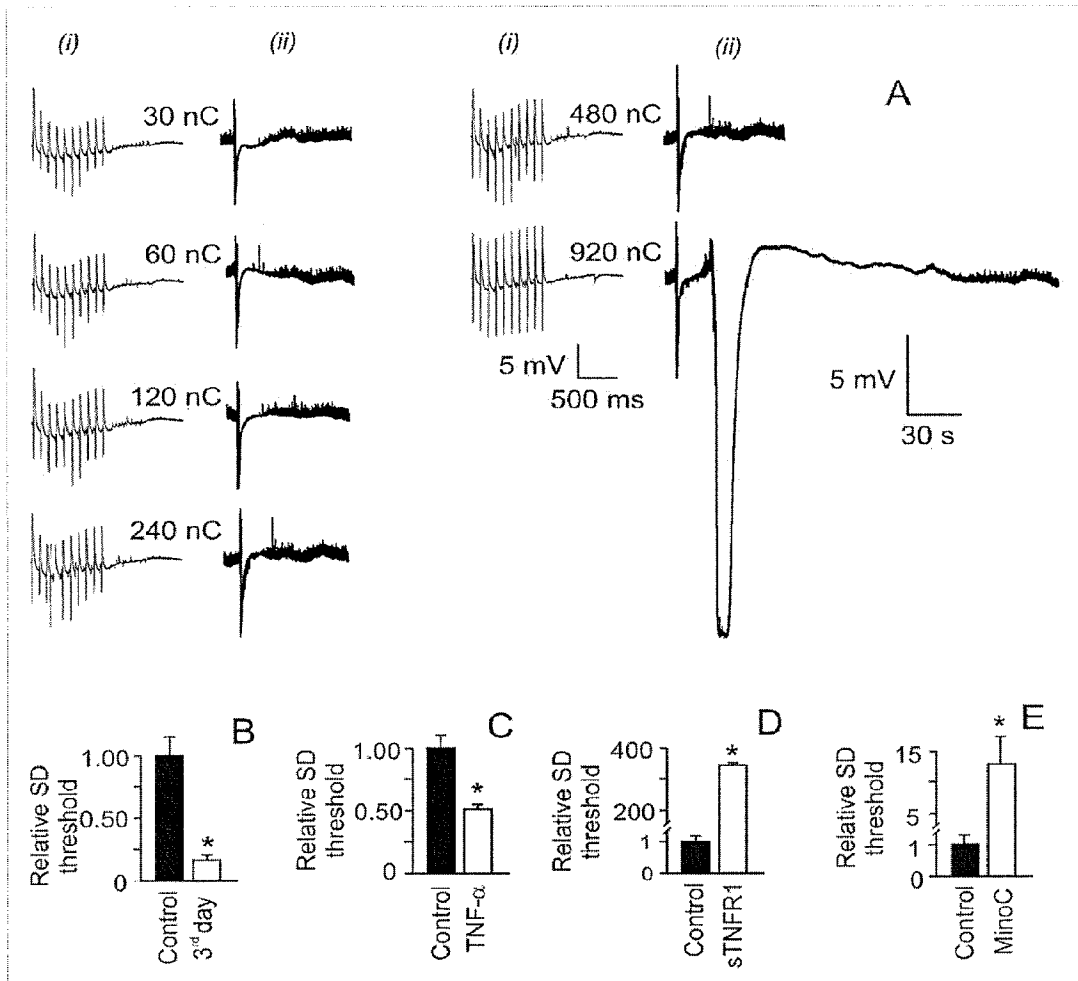 (i) (ii) (i) (ii)
A
30 nC
480 nC
60 nC
920 nC
5 mV
500 ms
120 nC
5 mV
30 s
240 nC
B
Relative SD
threshold
1.00
0.50
0
*
Control
3rd day
C
Relative SD
threshold
1.00
0.50
0
*
Control
TNF-α
D
Relative SD
threshold
400
200
1
0
*
Control
sTNFR1
E
Relative SD
threshold
15
5
1
0
*
Control
MinoC